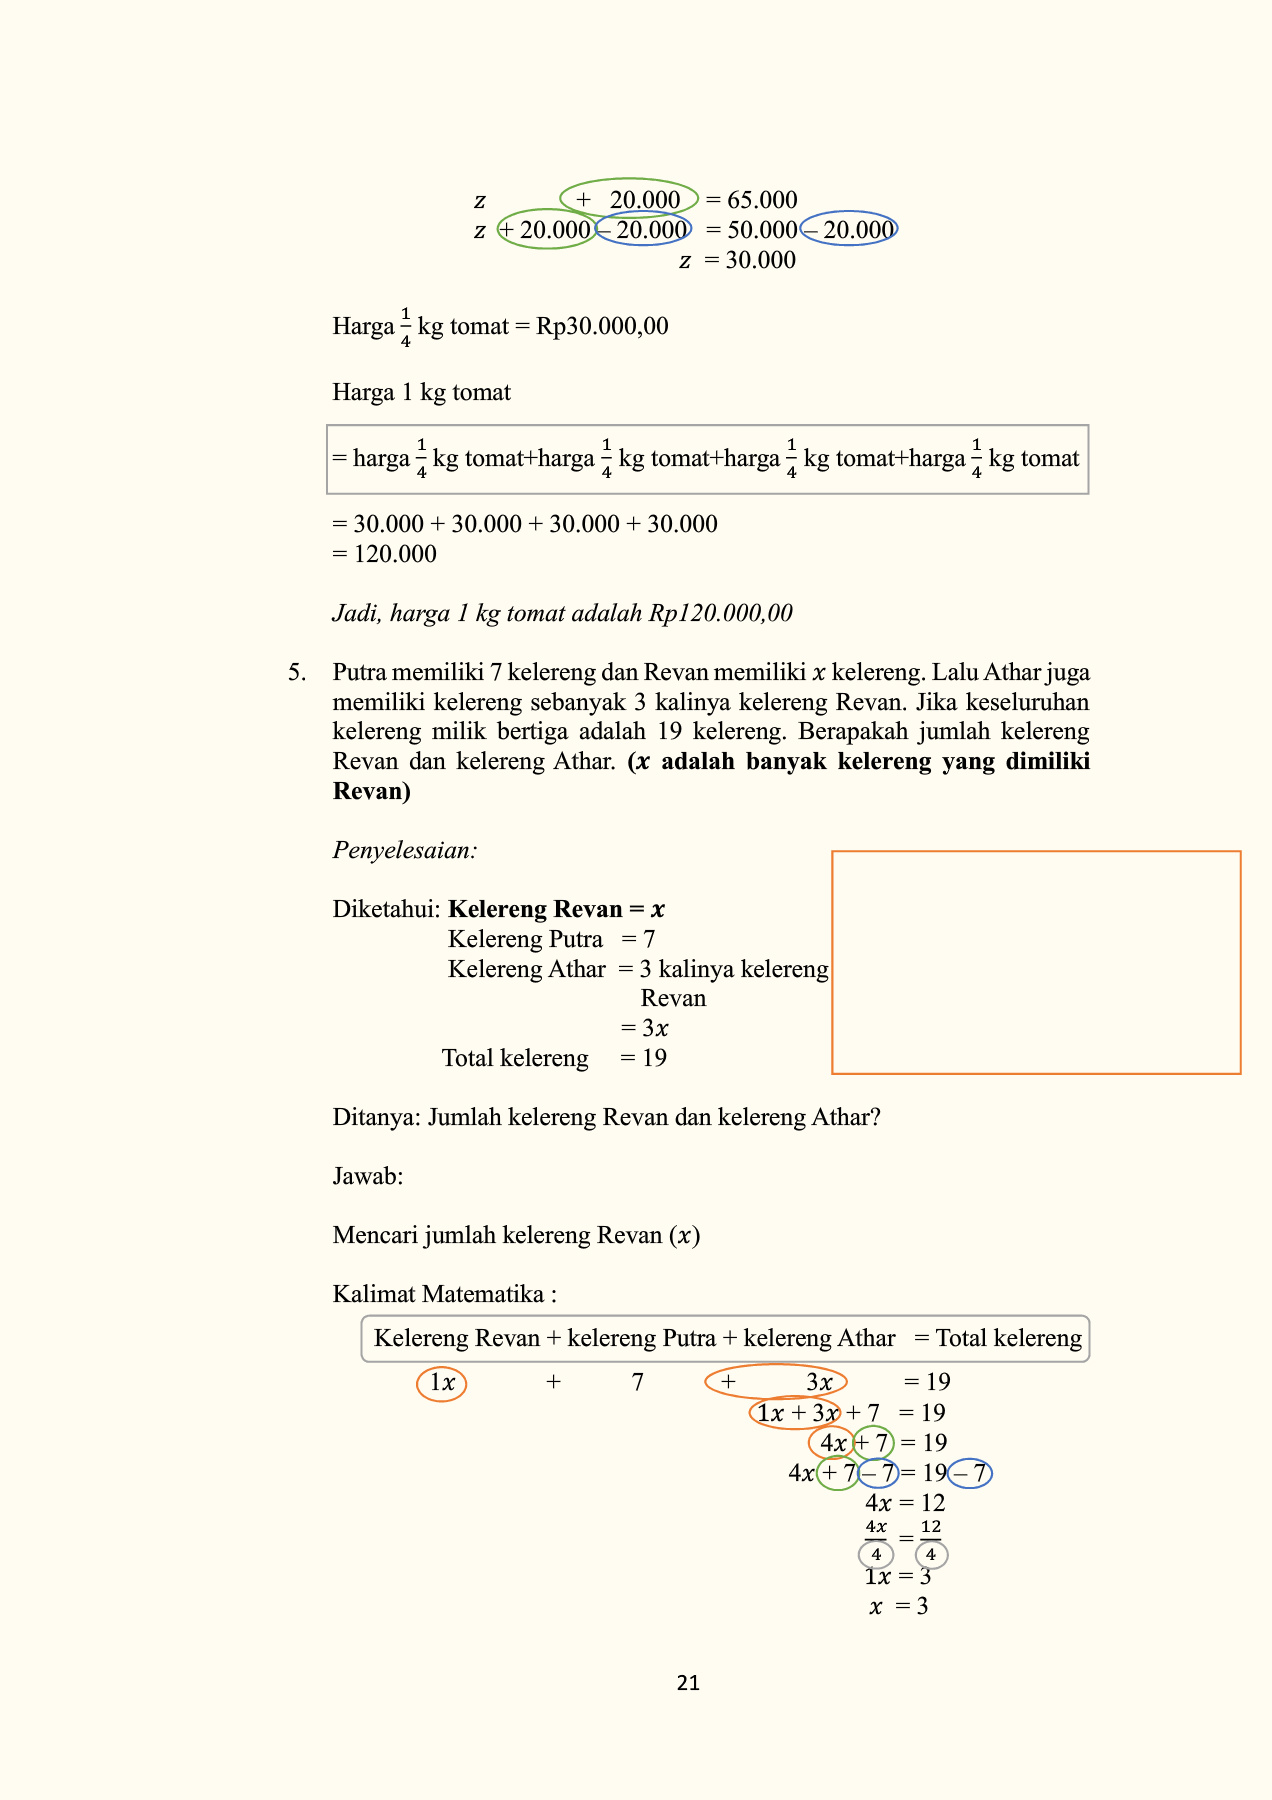 z + 20.000 = 65.000
z + 20.000 – 20.000 = 50.000 – 20.000
z = 30.000
Harga 1/4 kg tomat = Rp30.000,00
Harga 1 kg tomat
= harga 1/4 kg tomat+harga 1/4 kg tomat+harga 1/4 kg tomat+harga 1/4 kg tomat
= 30.000 + 30.000 + 30.000 + 30.000
= 120.000
Jadi, harga 1 kg tomat adalah Rp120.000,00
5. Putra memiliki 7 kelereng dan Revan memiliki x kelereng. Lalu Athar juga
memiliki kelereng sebanyak 3 kalinya kelereng Revan. Jika keseluruhan
kelereng milik bertiga adalah 19 kelereng. Berapakah jumlah kelereng
Revan dan kelereng Athar. (x adalah banyak kelereng yang dimiliki
Revan)
Penyelesaian:
Diketahui: Kelereng Revan = x
Kelereng Putra = 7
Kelereng Athar = 3 kalinya kelereng
Revan
= 3x
Total kelereng = 19
Ditanya: Jumlah kelereng Revan dan kelereng Athar?
Jawab:
Mencari jumlah kelereng Revan (x)
Kalimat Matematika :
Kelereng Revan + kelereng Putra + kelereng Athar = Total kelereng
1x + 7 + 3x = 19
1x + 3x + 7 = 19
4x + 7 = 19
4x + 7 – 7 = 19 – 7
4x = 12
4x/4 = 12/4
1x = 3
x = 3
21